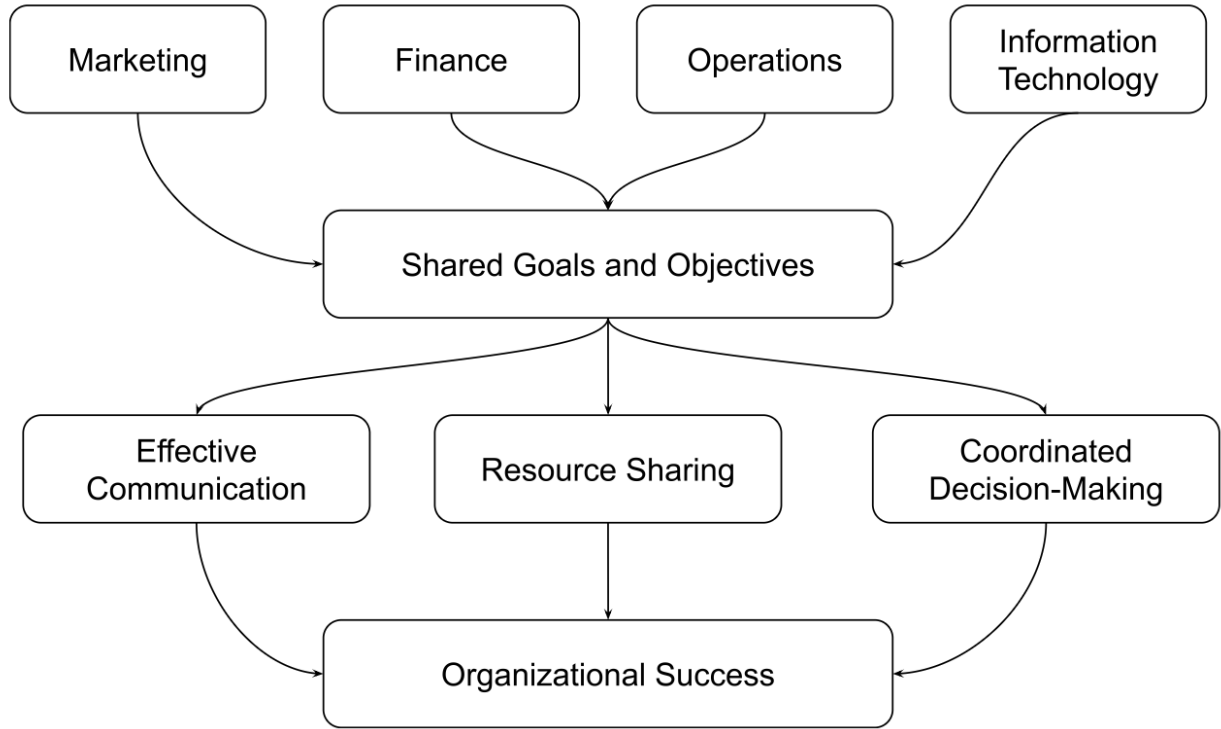 Marketing
Finance
Operations
Information
Technology
Shared Goals and Objectives
Effective
Communication
Resource Sharing
Coordinated
Decision-Making
Organizational Success